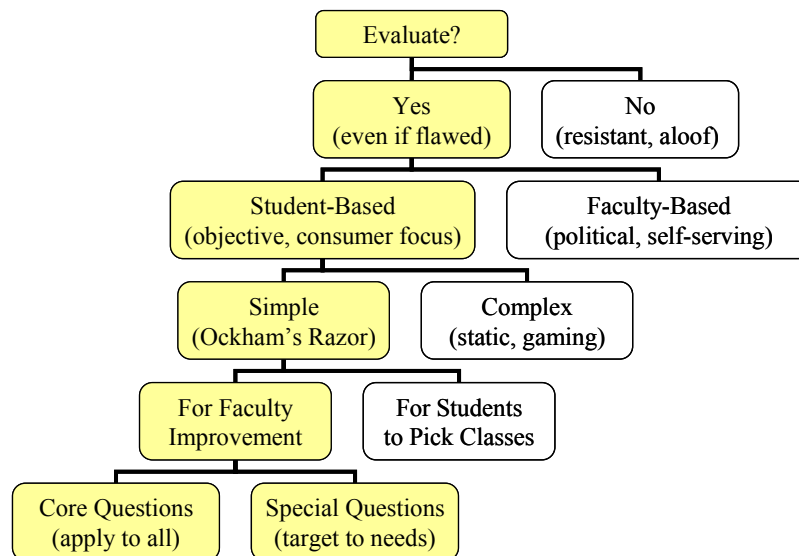 Evaluate?
Yes
(even if flawed)
No
(resistant, aloof)
Student-Based
(objective, consumer focus)
Faculty-Based
(political, self-serving)
Simple
(Ockham’s Razor)
Complex
(static, gaming)
For Faculty
Improvement
For Students
to Pick Classes
Core Questions
(apply to all)
Special Questions
(target to needs)